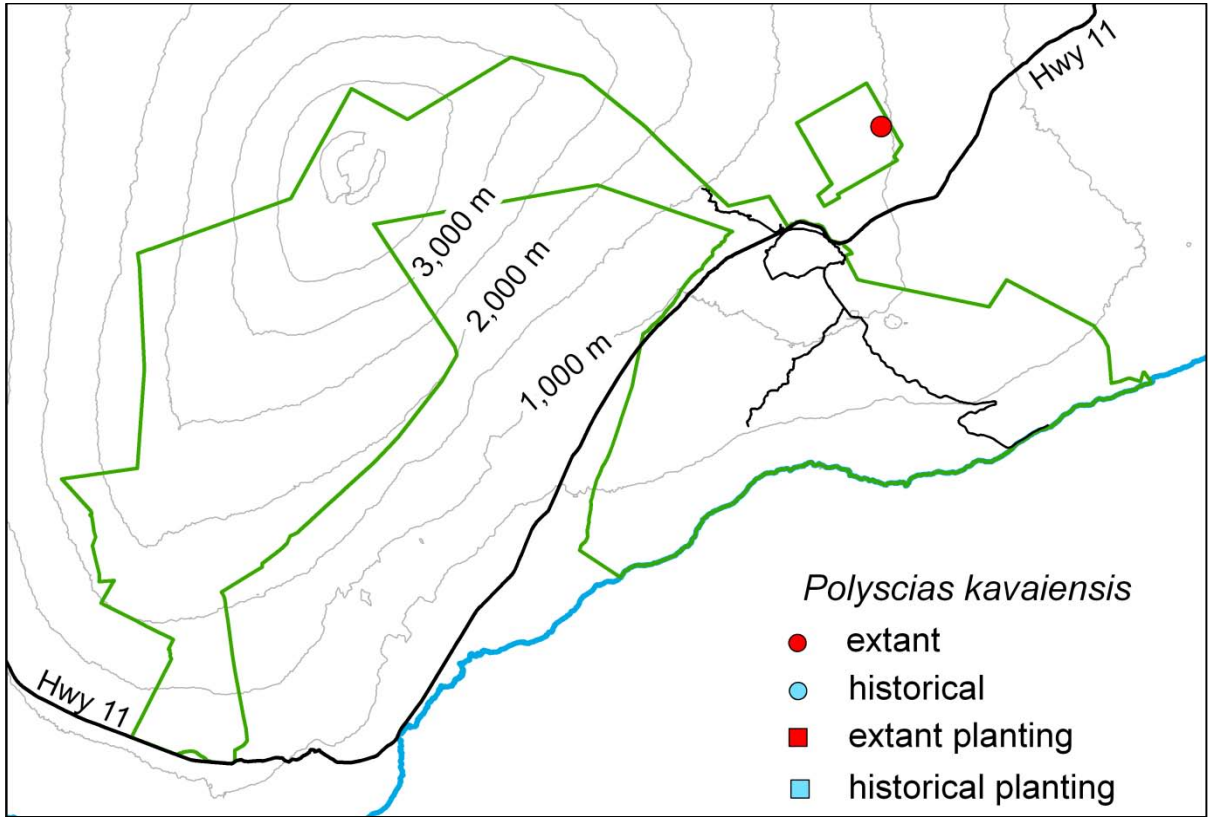 Hwy 11
3,000 m
2,000 m
1,000 m
Hwy 11
Polyscias kavaiensis
extant
historical
extant planting
historical planting